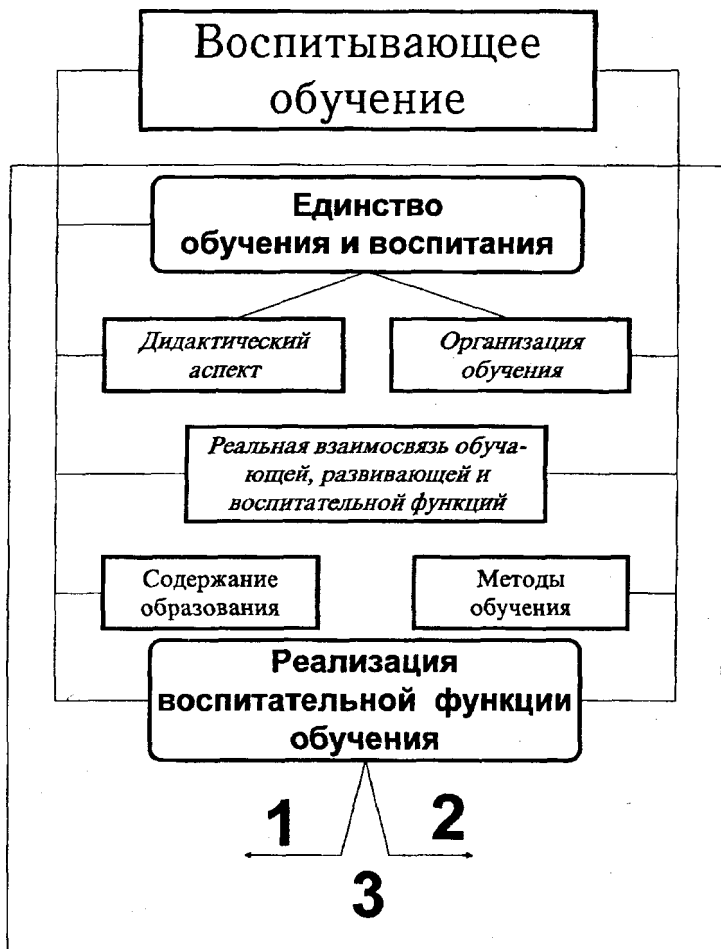 Воспитывающее
обучение
Единство
обучения и воспитания
Дидактический
аспект
Организация
обучения
Реальная взаимосвязь обуча-
ющей, развивающей и
воспитательной функций
Содержание
образования
Методы
обучения
Реализация
воспитательной функции
обучения
1
2
3